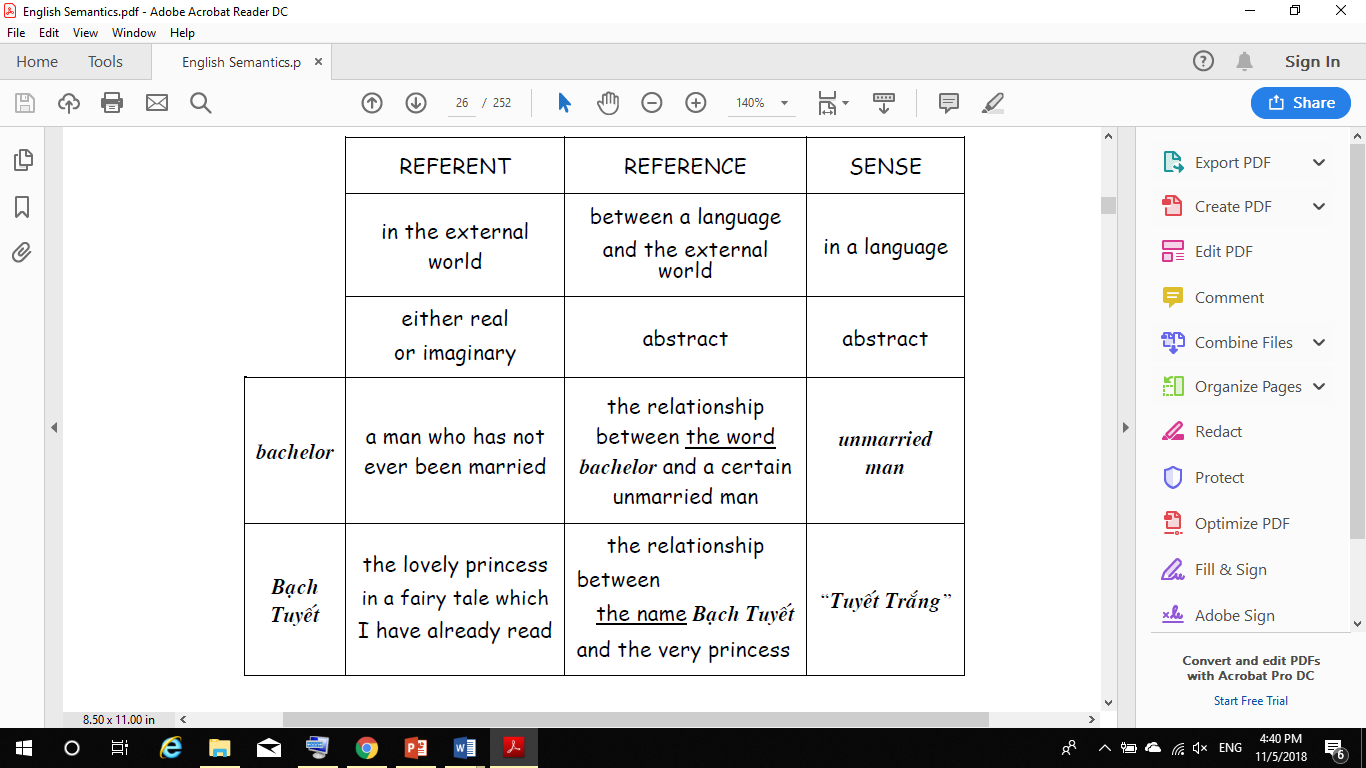 English Semantics.pdf - Adobe Acrobat Reader DC
File Edit View Window Help
Home Tools English Semantics.p × Sign In
26 / 252 140% Share
REFERENT REFERENCE SENSE
in the external
world
between a language
and the external
world
in a language
either real
or imaginary
abstract
abstract
bachelor
a man who has not
ever been married
the relationship
between the word
bachelor and a certain
unmarried man
unmarried
man
Bạch
Tuyết
the lovely princess
in a fairy tale which
I have already read
the relationship
between
the name Bạch Tuyết
and the very princess
“Tuyết Trắng”
Export PDF
Create PDF
Edit PDF
Comment
Combine Files
Organize Pages
Redact
Protect
Optimize PDF
Fill & Sign
Adobe Sign
Convert and edit PDFs
with Acrobat Pro DC
Start Free Trial
8.50 x 11.00 in
ENG
4:40 PM
11/5/2018
6